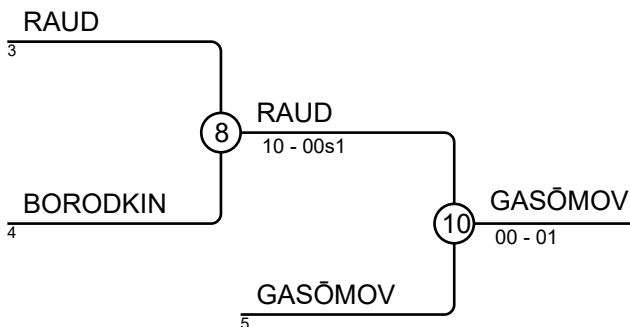 RAUD
3
8
RAUD
10 - 00s1
BORODKIN
4
10
GASŌMOV
00 - 01
GASŌMOV
5